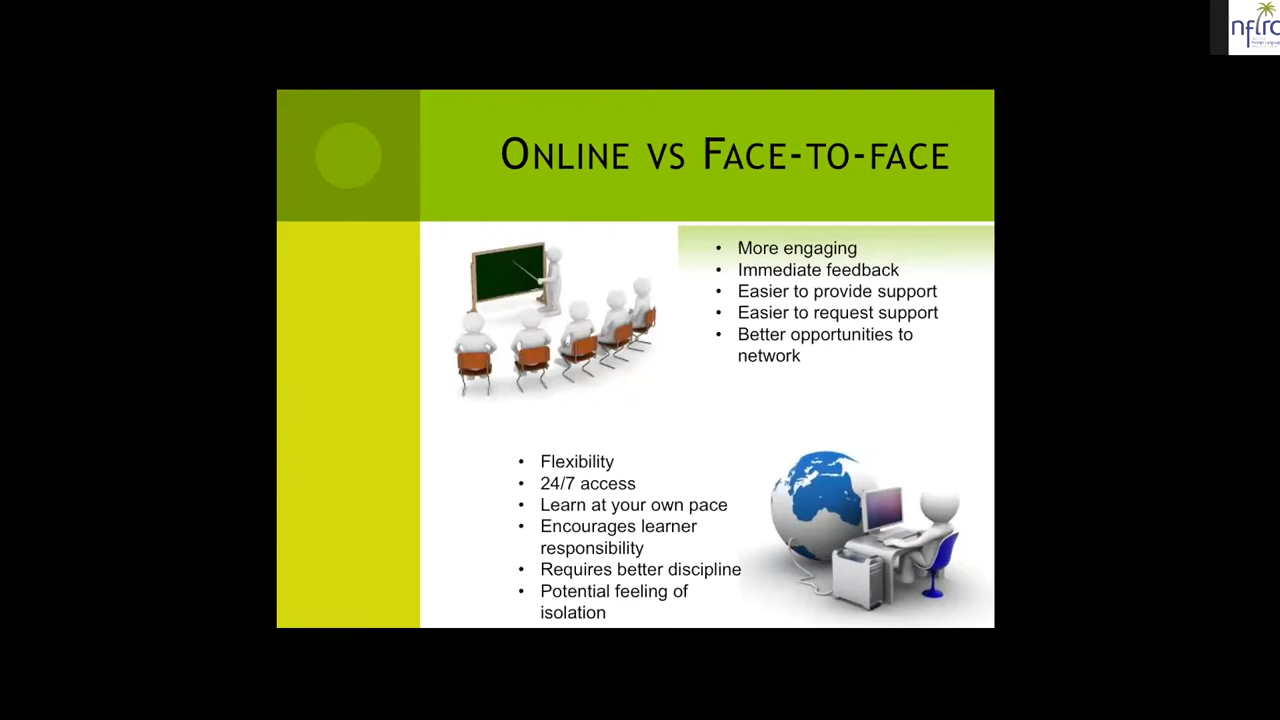 nflrc
ONLINE VS FACE-TO-FACE
• More engaging
• Immediate feedback
• Easier to provide support
• Easier to request support
• Better opportunities to
network
• Flexibility
• 24/7 access
• Learn at your own pace
• Encourages learner
responsibility
• Requires better discipline
• Potential feeling of
isolation